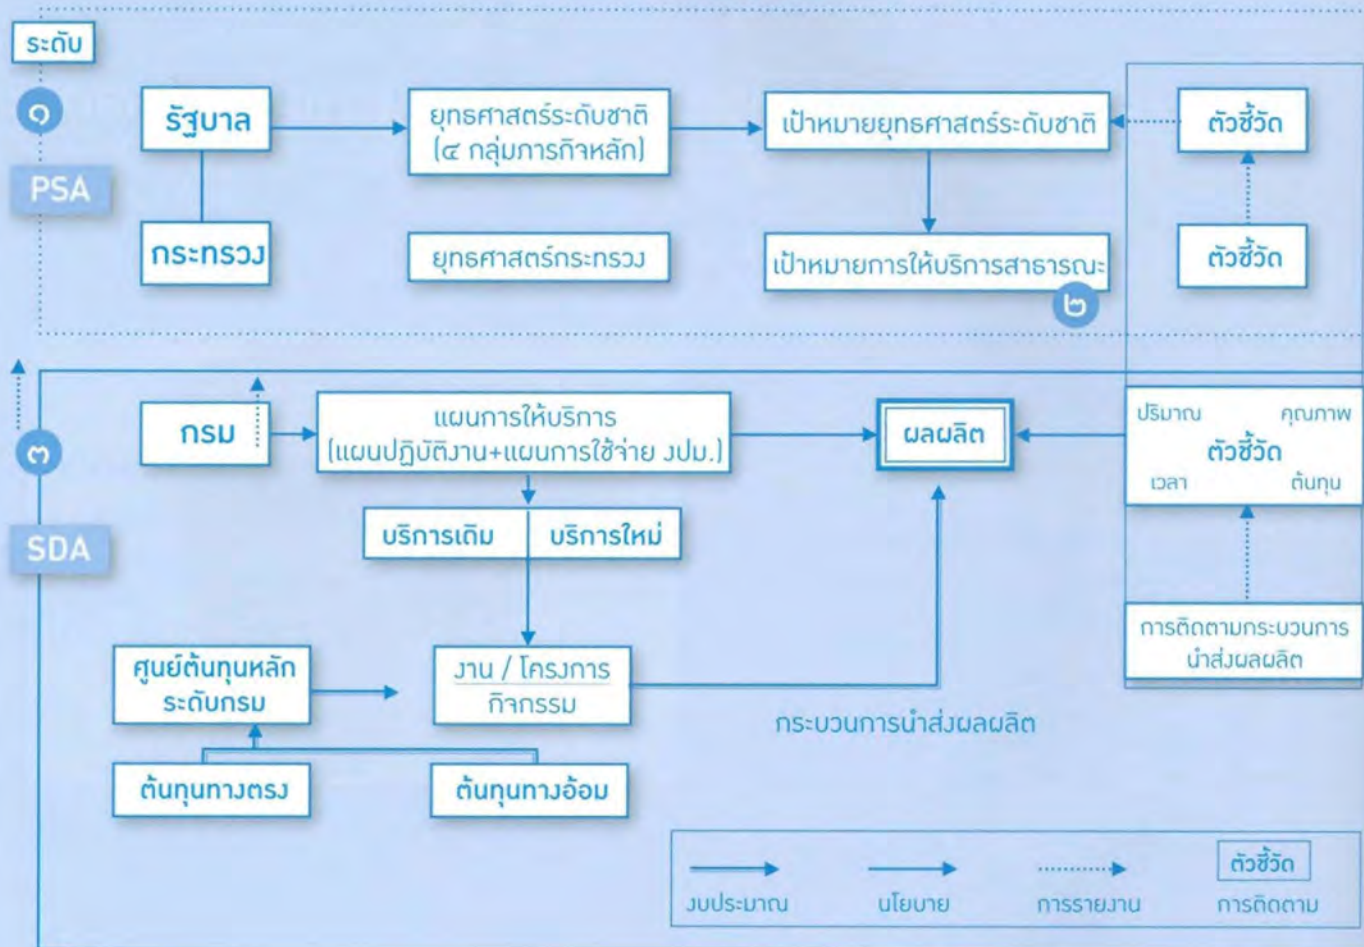 ระดับ
๑
รัฐบาล
ยุทธศาสตร์ระดับชาติ
(๔ กลุ่มภารกิจหลัก)
เป้าหมายยุทธศาสตร์ระดับชาติ
ตัวชี้วัด
PSA
กระทรวง
ยุทธศาสตร์กระทรวง
เป้าหมายการให้บริการสาธารณะ
๒
ตัวชี้วัด
๓
กรม
แผนการให้บริการ
(แผนปฏิบัติงาน+แผนการใช้จ่าย งปม.)
ผลผลิต
ปริมาณ คุณภาพ
ตัวชี้วัด
เวลา ต้นทุน
SDA
บริการเดิม บริการใหม่
ศูนย์ต้นทุนหลัก
ระดับกรม
งาน / โครงการ
กิจกรรม
การติดตามกระบวนการ
นำส่งผลผลิต
กระบวนการนำส่งผลผลิต
ต้นทุนทางตรง
ต้นทุนทางอ้อม
ตัวชี้วัด
งบประมาณ นโยบาย การรายงาน การติดตาม